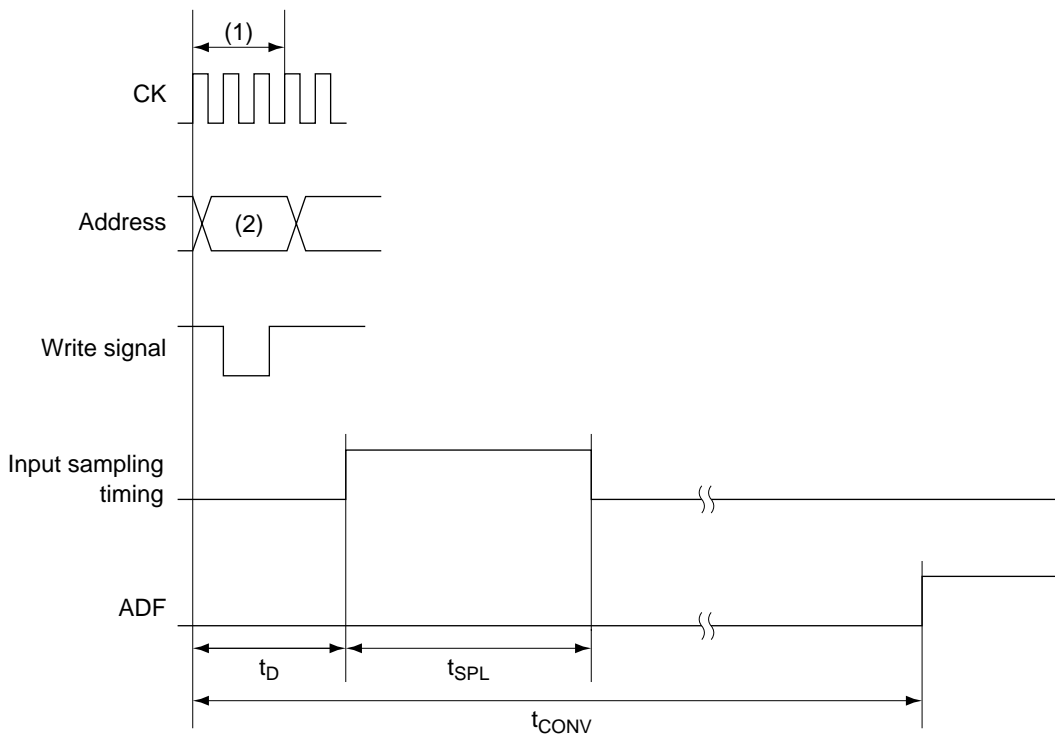 (1)
CK
Address
(2)
Write signal
Input sampling
timing
ADF
tD
tSPL
tCONV